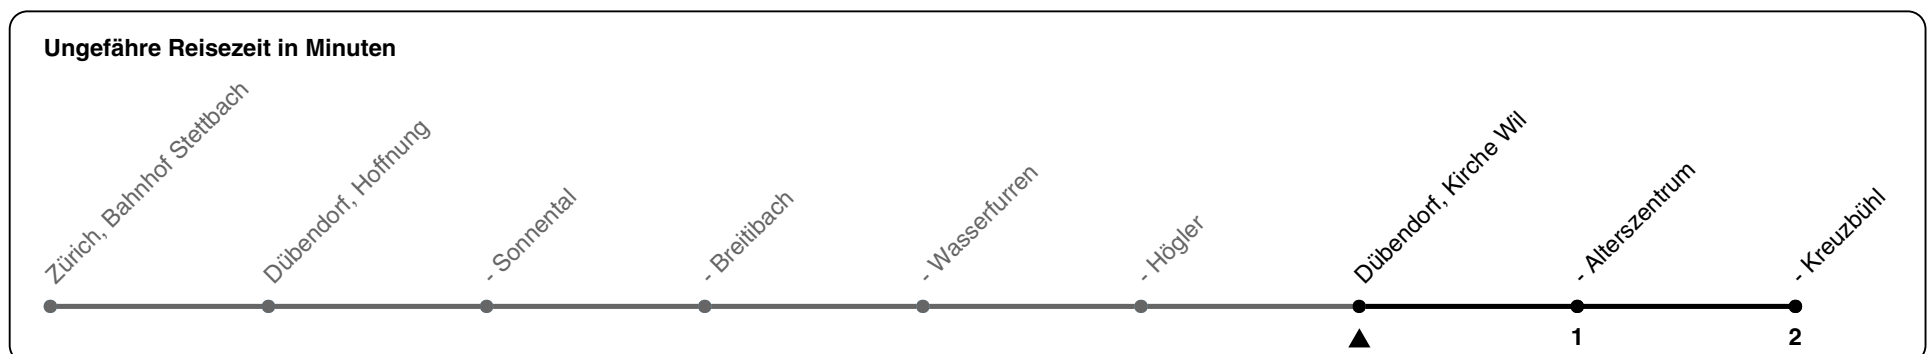 Ungefähre Reisezeit in Minuten
Zürich, Bahnhof Stettbach
Dübendorf, Hoffnung
- Sonnental
- Breitibach
- Wasserfurren
- Högler
Dübendorf, Kirche Wil
- Alterszentrum
- Kreuzbühl
1
2